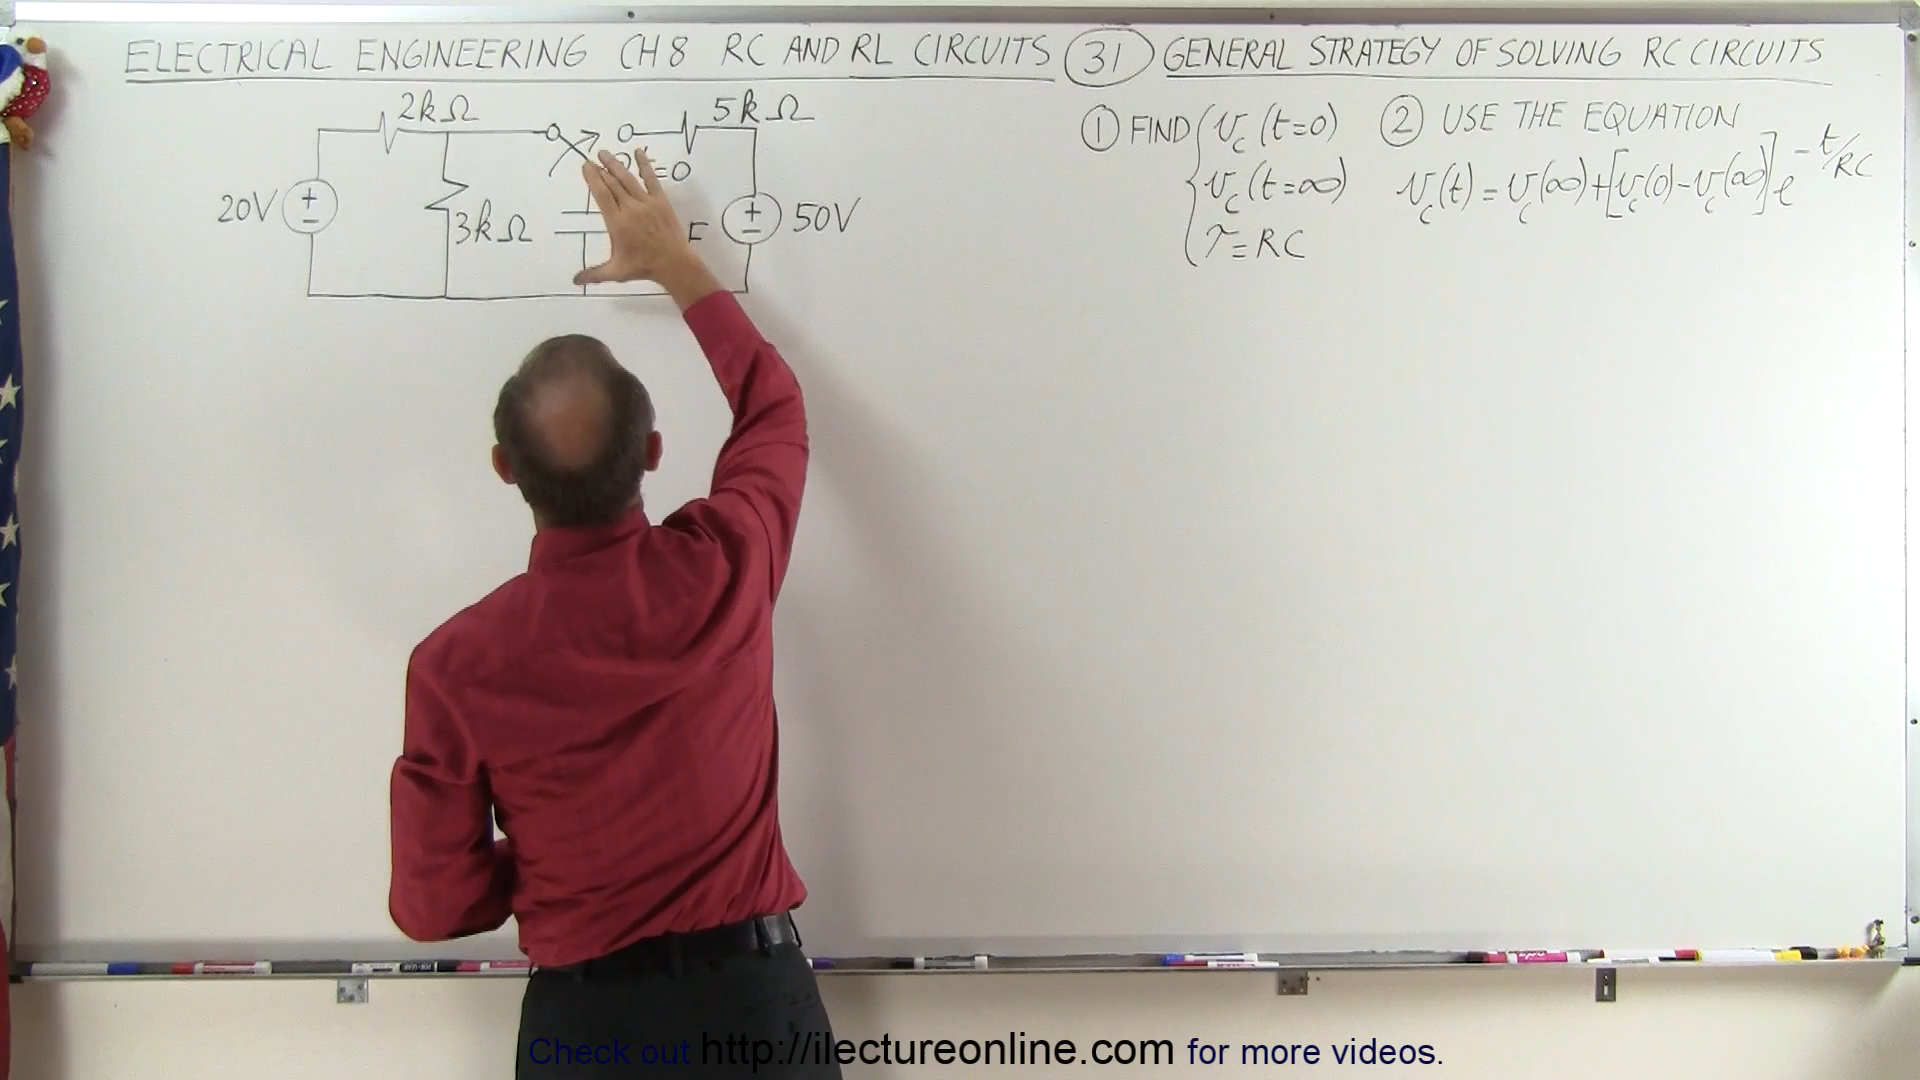 ELECTRICAL ENGINEERING CH 8 RC AND RL CIRCUITS 31 GENERAL STRATEGY OF SOLVING RC CIRCUITS
2kΩ
5kΩ
t=0
20V
+
−
3kΩ
F
+
−
50V
① FIND
v_c(t=0)
v_c(t=∞)
τ=RC
② USE THE EQUATION
v_c(t) = v_c(∞)+[v_c(0)-v_c(∞)]e^{-t/RC}
Check out http://ilectureonline.com for more videos.